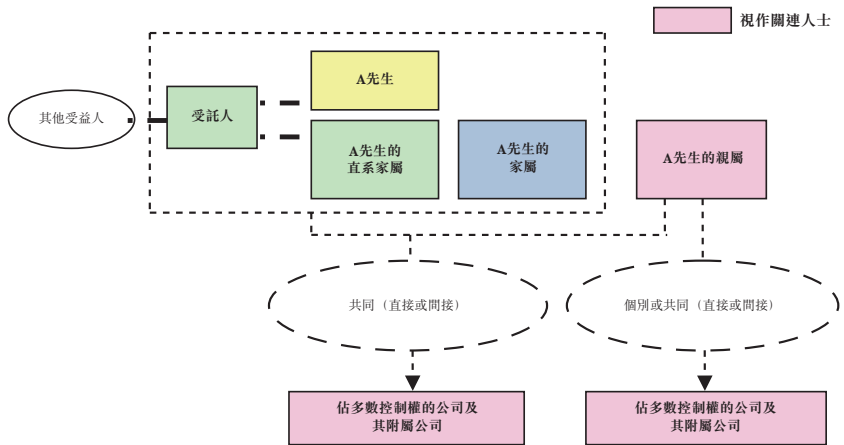 視作關連人士
A先生
其他受益人
受託人
A先生的
直系家屬
A先生的
家屬
A先生的親屬
共同（直接或間接）
個別或共同（直接或間接）
佔多數控制權的公司及
其附屬公司
佔多數控制權的公司及
其附屬公司